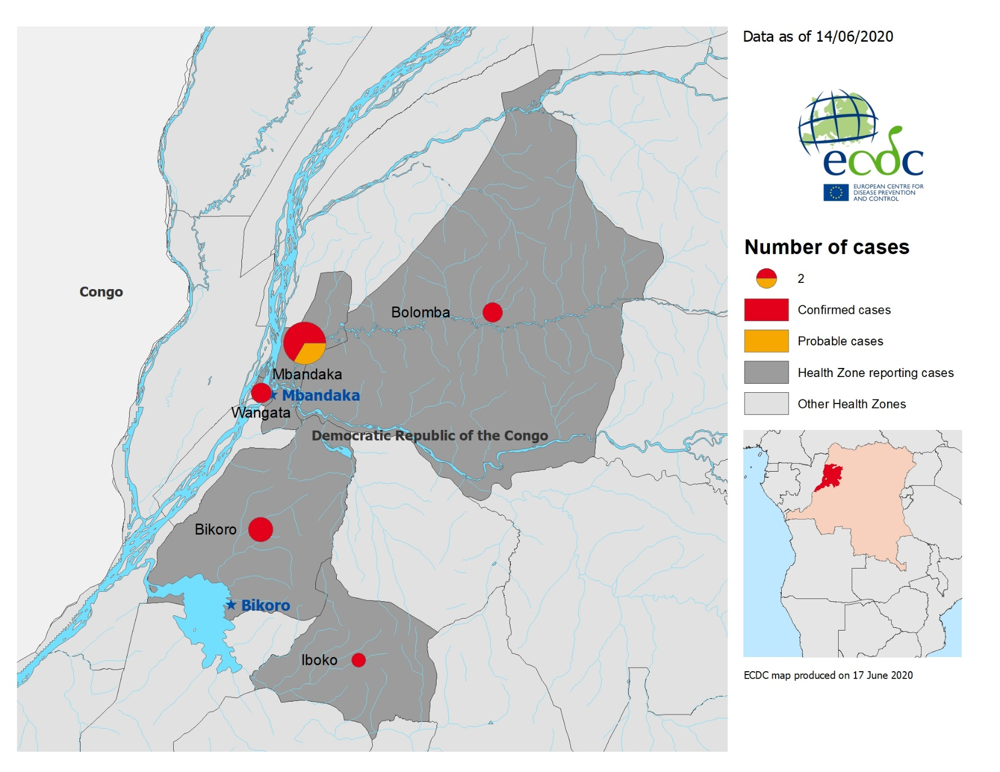 Data as of 14/06/2020
ecdc
EUROPEAN CENTRE FOR
DISEASE PREVENTION
AND CONTROL
Number of cases
2
Confirmed cases
Probable cases
Health Zone reporting cases
Other Health Zones
ECDC map produced on 17 June 2020
Congo
Bolomba
Mbandaka
Mbandaka
Wangata
Democratic Republic of the Congo
Bikoro
Bikoro
Iboko